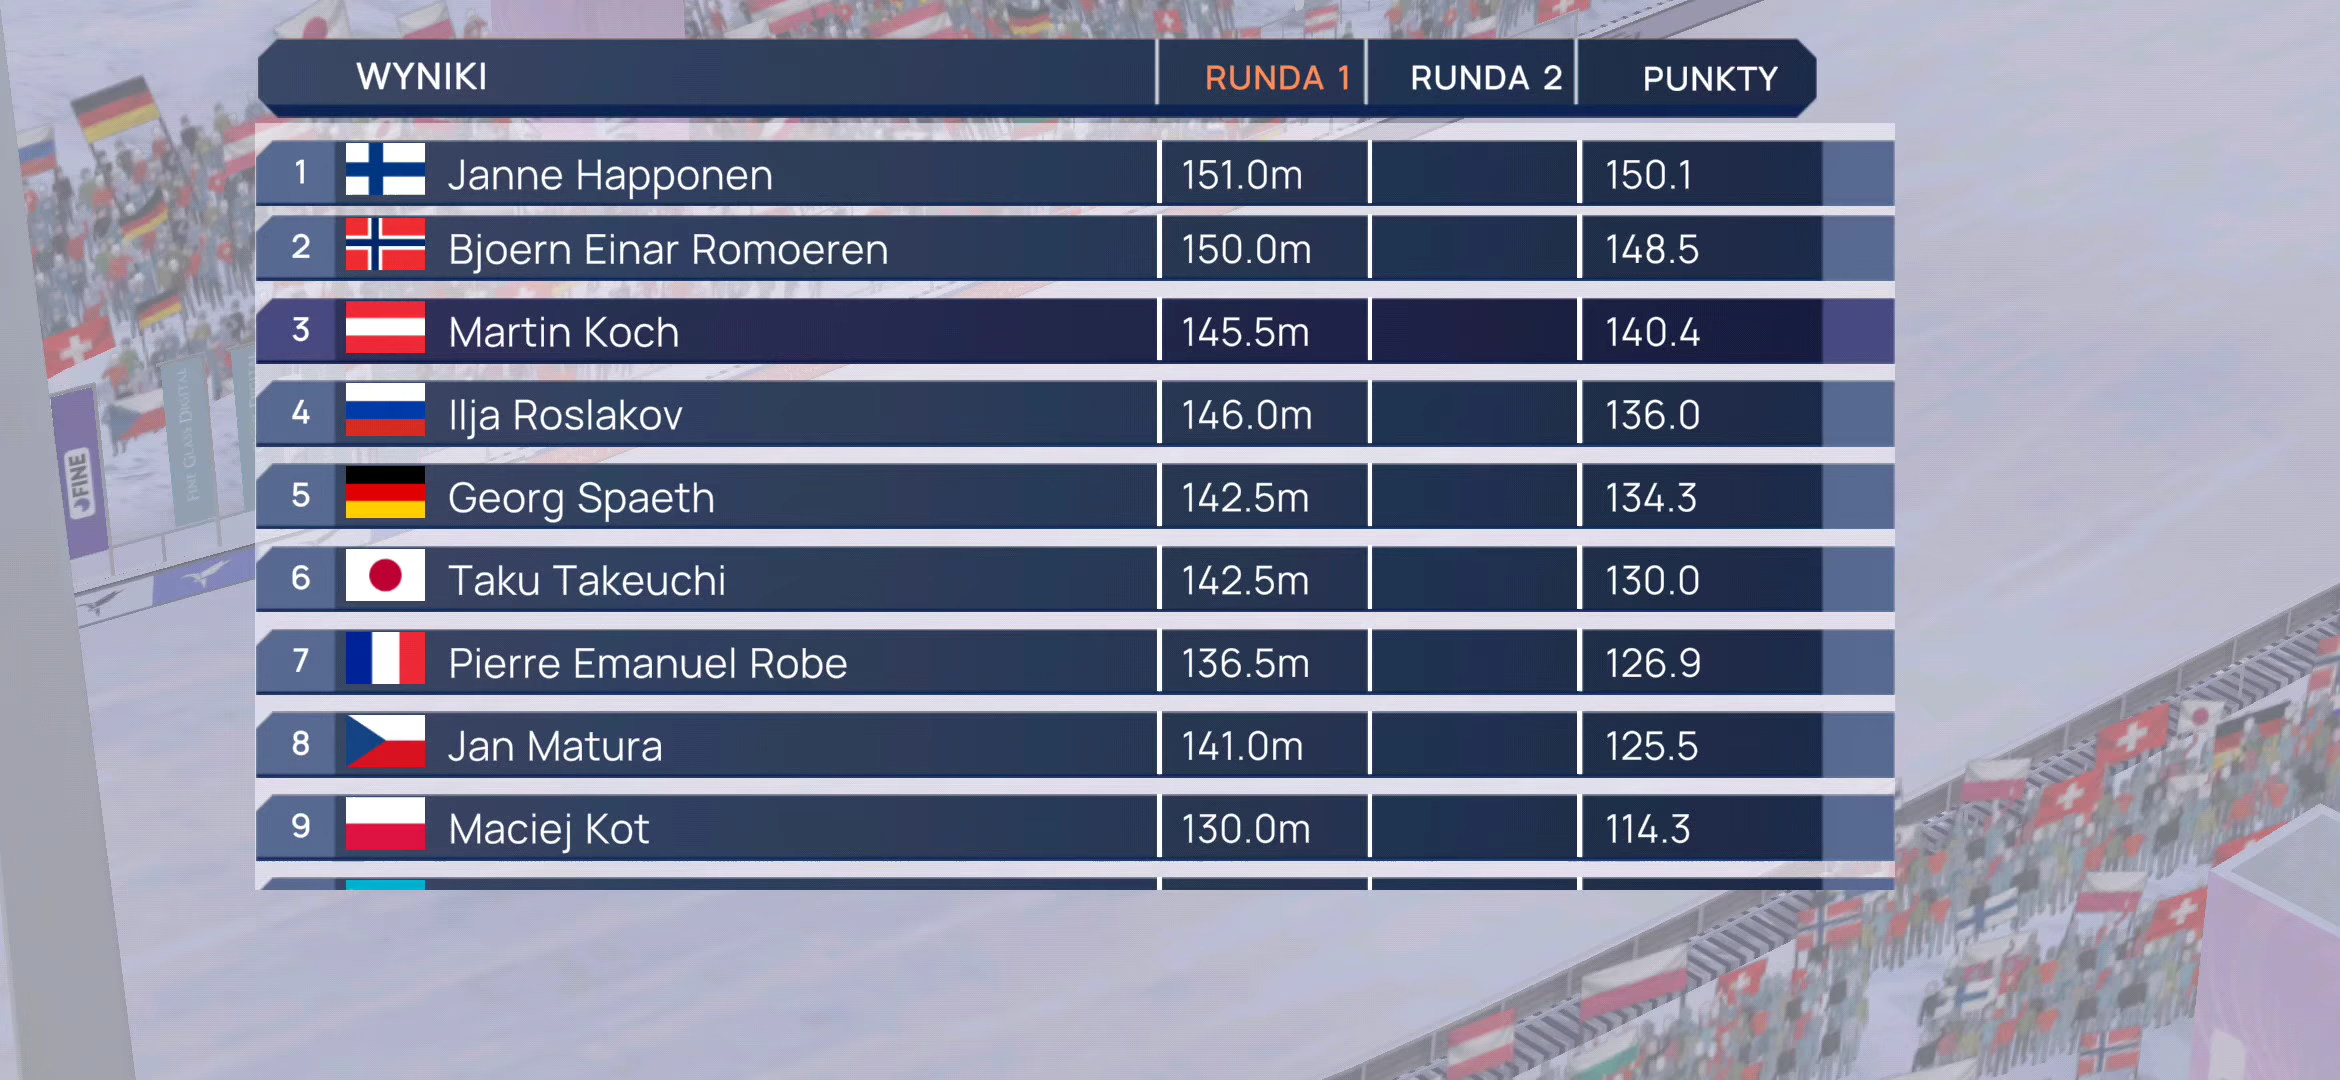 WYNIKI RUNDA 1 RUNDA 2 PUNKTY
1 Janne Happonen 151.0m 150.1
2 Bjoern Einar Romoeren 150.0m 148.5
3 Martin Koch 145.5m 140.4
4 Ilja Roslakov 146.0m 136.0
5 Georg Spaeth 142.5m 134.3
6 Taku Takeuchi 142.5m 130.0
7 Pierre Emanuel Robe 136.5m 126.9
8 Jan Matura 141.0m 125.5
9 Maciej Kot 130.0m 114.3
FINE
FINE GLASS DIGITAL